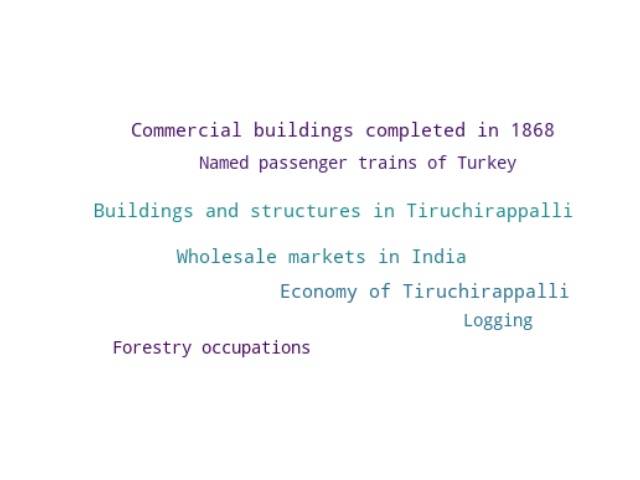 Commercial buildings completed in 1868
Named passenger trains of Turkey
Buildings and structures in Tiruchirappalli
Wholesale markets in India
Economy of Tiruchirappalli
Logging
Forestry occupations